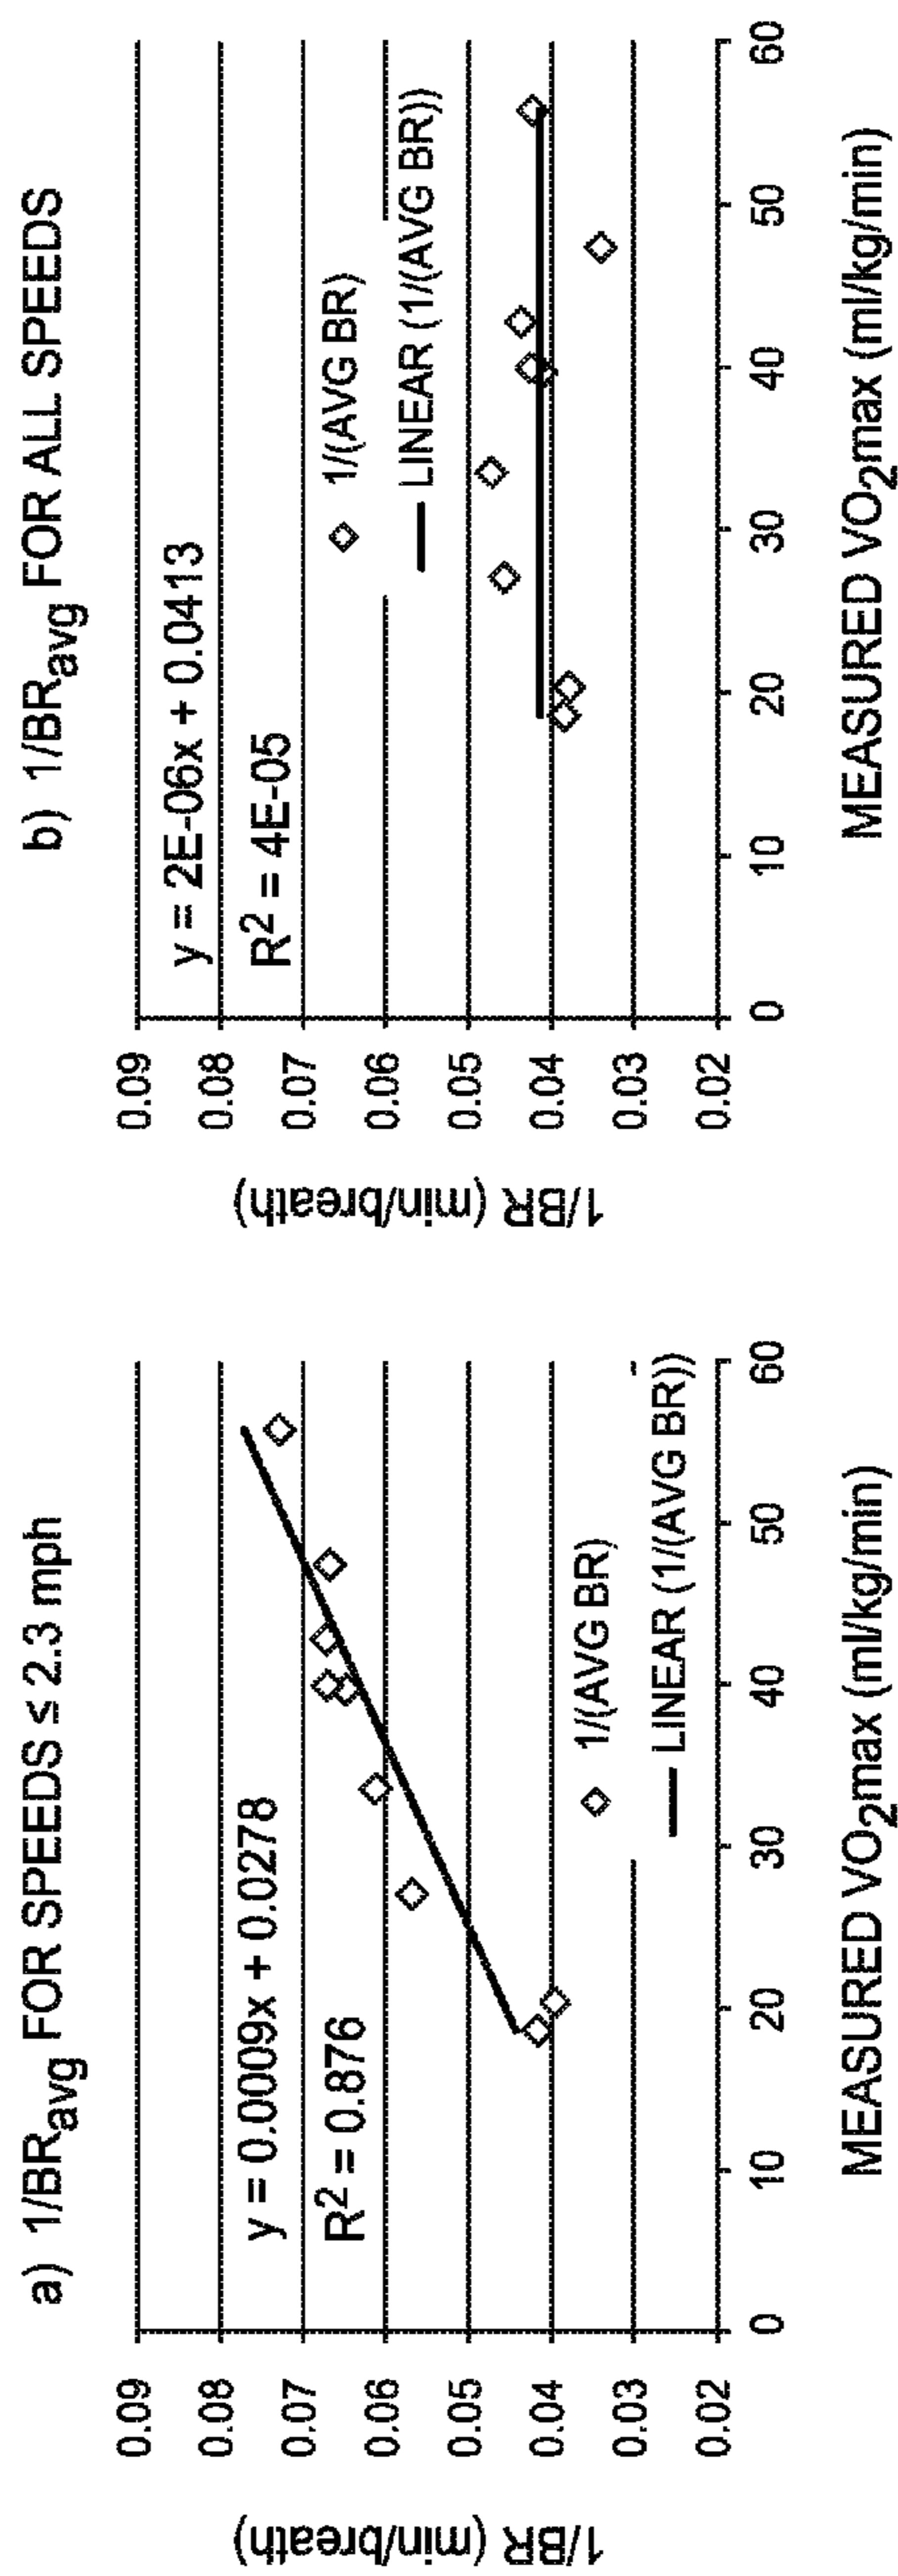 a) 1/BRavg FOR SPEEDS ≤ 2.3 mph
1/BR (min/breath)
0.09
0.08
0.07
0.06
0.05
0.04
0.03
0.02
y = 0.0009x + 0.0278
R2 = 0.876
1/(AVG BR)
LINEAR (1/(AVG BR))
0 10 20 30 40 50 60
MEASURED VO2max (ml/kg/min)
b) 1/BRavg FOR ALL SPEEDS
1/BR (min/breath)
0.09
0.08
0.07
0.06
0.05
0.04
0.03
0.02
y = 2E-06x + 0.0413
R2 = 4E-05
1/(AVG BR)
LINEAR (1/(AVG BR))
0 10 20 30 40 50 60
MEASURED VO2max (ml/kg/min)